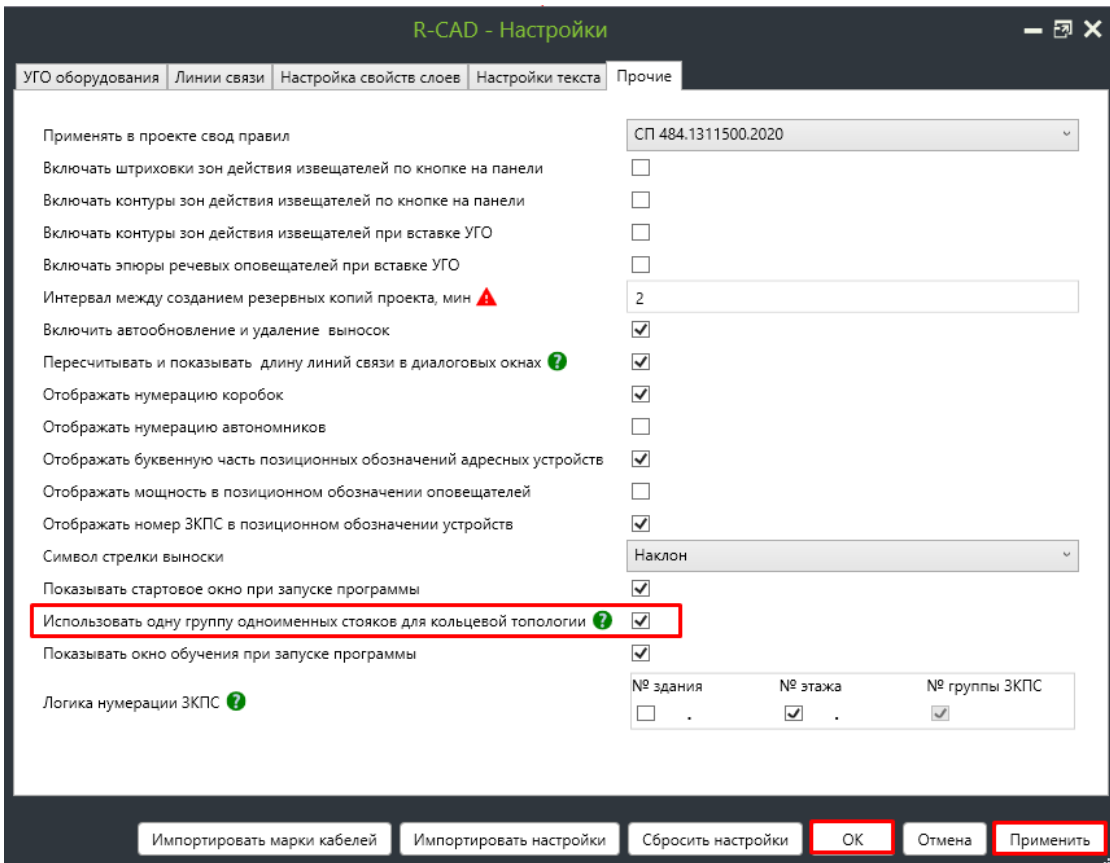 R-CAD - Настройки
УГО оборудования Линии связи Настройка свойств слоев Настройки текста Прочие
Применять в проекте свод правил СП 484.1311500.2020
Включать штриховки зон действия извещателей по кнопке на панели
Включать контуры зон действия извещателей по кнопке на панели
Включать контуры зон действия извещателей при вставке УГО
Включать эпюры речевых оповещателей при вставке УГО
Интервал между созданием резервных копий проекта, мин 2
Включить автообновление и удаление выносок
Пересчитывать и показывать длину линий связи в диалоговых окнах ?
Отображать нумерацию коробок
Отображать нумерацию автономников
Отображать буквенную часть позиционных обозначений адресных устройств
Отображать мощность в позиционном обозначении оповещателей
Отображать номер ЗКПС в позиционном обозначении устройств
Символ стрелки выноски Наклон
Показывать стартовое окно при запуске программы
Использовать одну группу одноименных стояков для кольцевой топологии ?
Показывать окно обучения при запуске программы
№ здания № этажа № группы ЗКПС
Логика нумерации ЗКПС ? . .
Импортировать марки кабелей Импортировать настройки Сбросить настройки ОК Отмена Применить